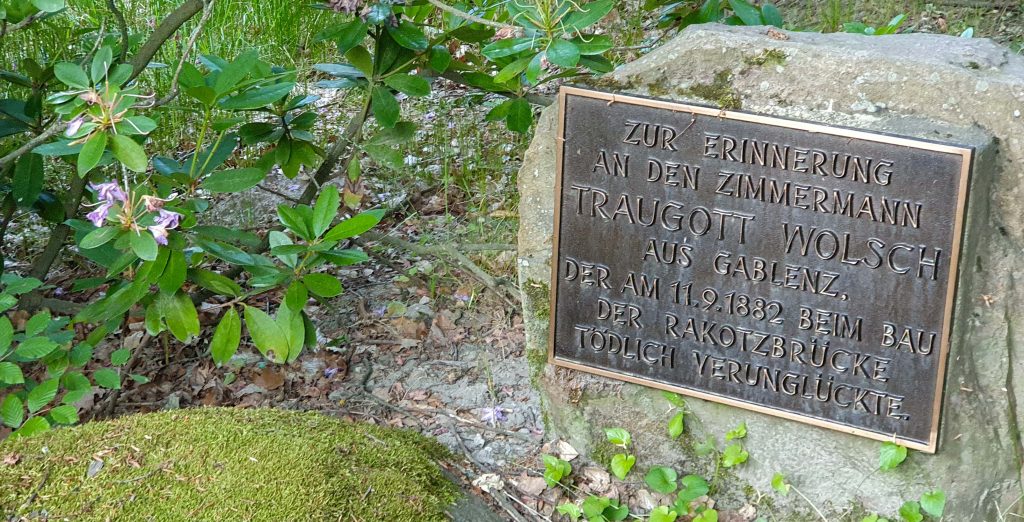 ZUR ERINNERUNG
AN DEN ZIMMERMANN
TRAUGOTT WOLSCH
AUS GABLENZ,
DER AM 11.9.1882 BEIM BAU
DER RAKOTZBRÜCKE
TÖDLICH VERUNGLÜCKTE.